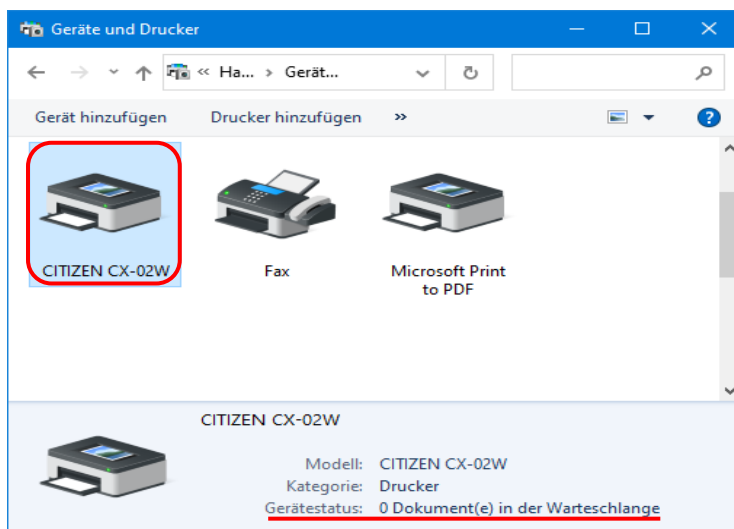 Geräte und Drucker
« Ha... › Gerät...
Gerät hinzufügen Drucker hinzufügen »
CITIZEN CX-02W Fax Microsoft Print
to PDF
CITIZEN CX-02W
Modell: CITIZEN CX-02W
Kategorie: Drucker
Gerätestatus: 0 Dokument(e) in der Warteschlange